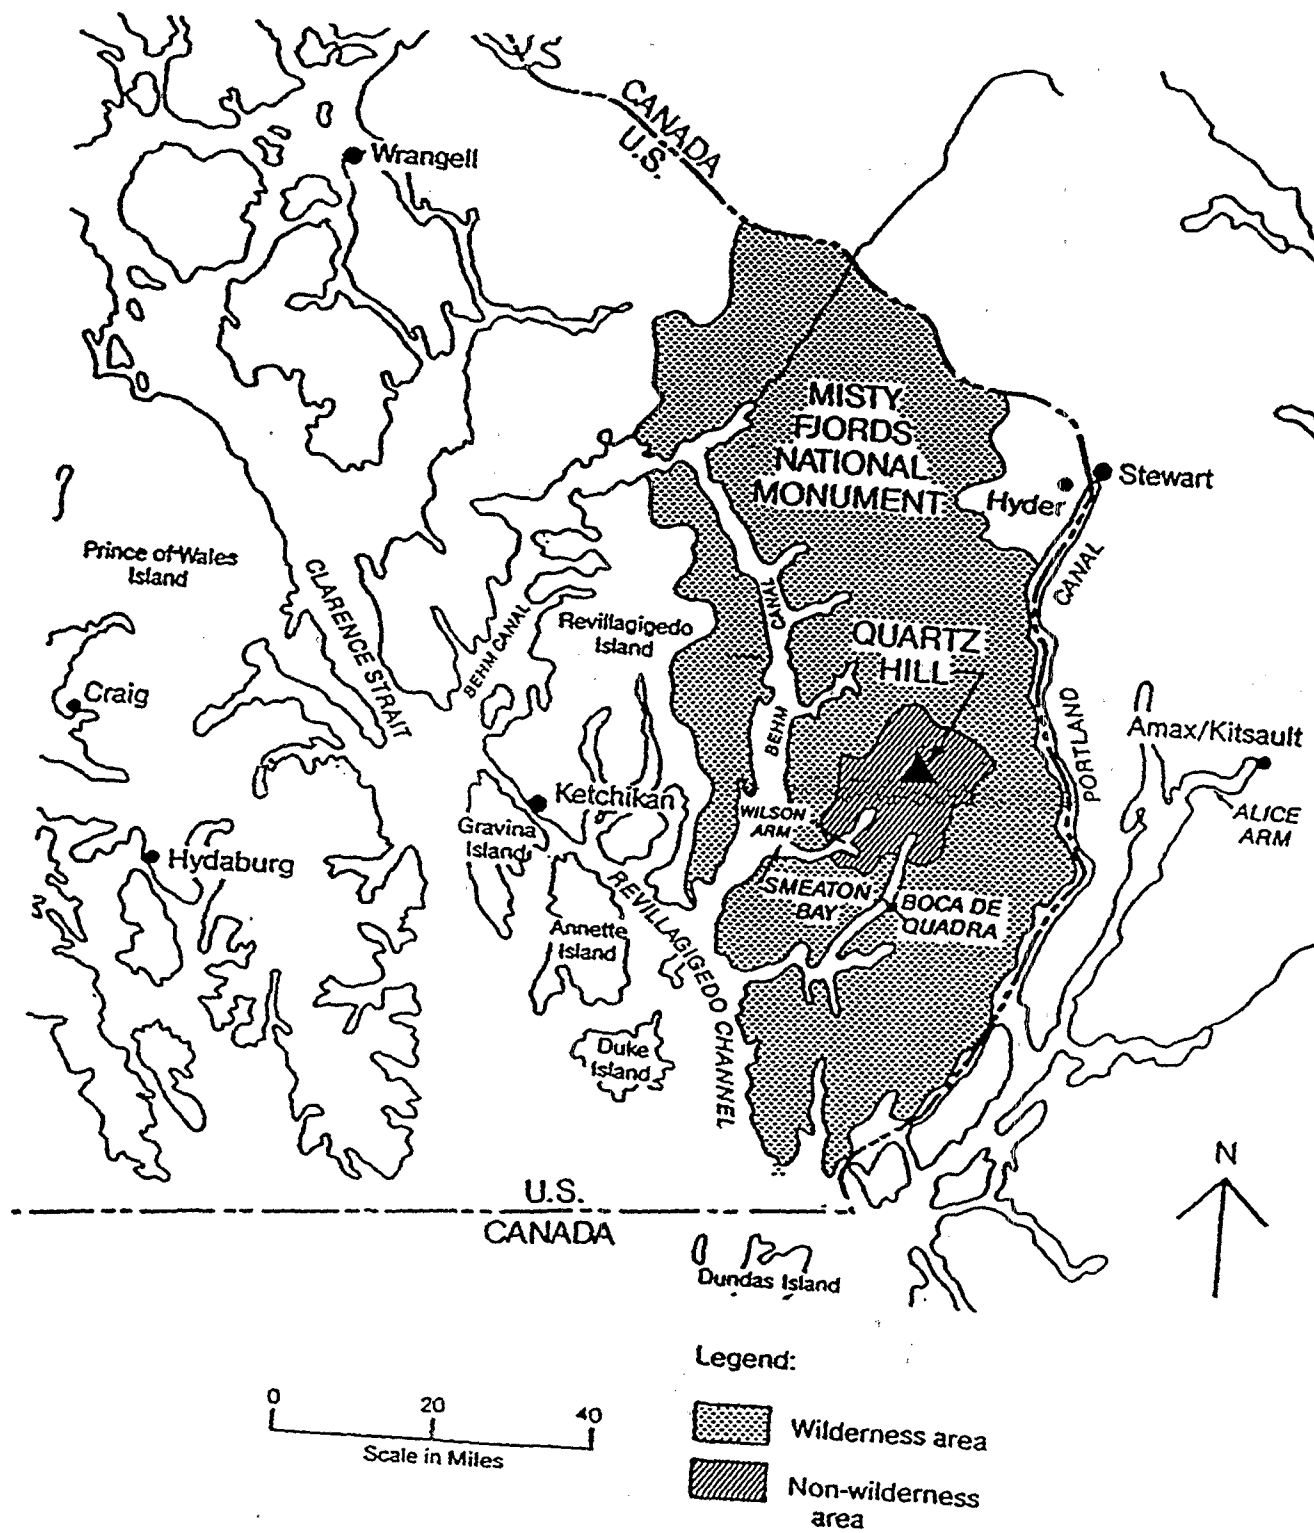 CANADA
U.S.
Wrangell
MISTY
FJORDS
NATIONAL
MONUMENT
Hyder
Stewart
Prince of Wales
Island
CLARENCE STRAIT
BEHM CANAL
Revillagigedo
Island
CANAL
BEHM
QUARTZ
HILL
CANAL
PORTLAND
Craig
Amax/Kitsault
ALICE
ARM
Ketchikan
Gravina
Island
WILSON
ARM
Hydaburg
SMEATON
BAY
BOCA DE
QUADRA
REVILLAGIGEDO CHANNEL
Annette
Island
Duke
Island
N
U.S.
CANADA
Dundas Island
Legend:
0
20
40
Scale in Miles
Wilderness area
Non-wilderness
area